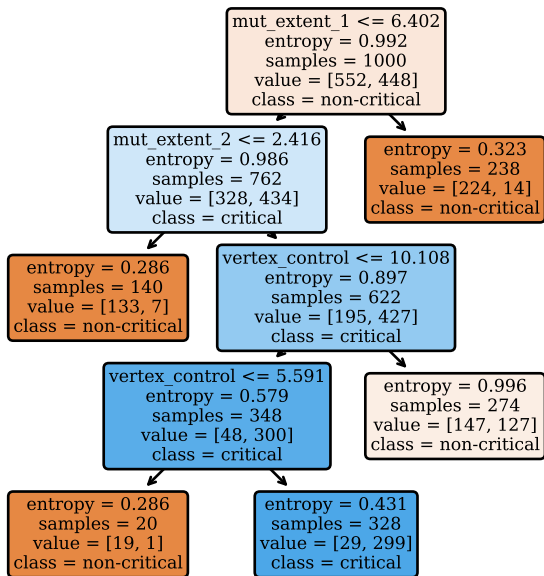 mut_extent_1 <= 6.402
entropy = 0.992
samples = 1000
value = [552, 448]
class = non-critical
mut_extent_2 <= 2.416
entropy = 0.986
samples = 762
value = [328, 434]
class = critical
entropy = 0.323
samples = 238
value = [224, 14]
class = non-critical
entropy = 0.286
samples = 140
value = [133, 7]
class = non-critical
vertex_control <= 10.108
entropy = 0.897
samples = 622
value = [195, 427]
class = critical
vertex_control <= 5.591
entropy = 0.579
samples = 348
value = [48, 300]
class = critical
entropy = 0.996
samples = 274
value = [147, 127]
class = non-critical
entropy = 0.286
samples = 20
value = [19, 1]
class = non-critical
entropy = 0.431
samples = 328
value = [29, 299]
class = critical